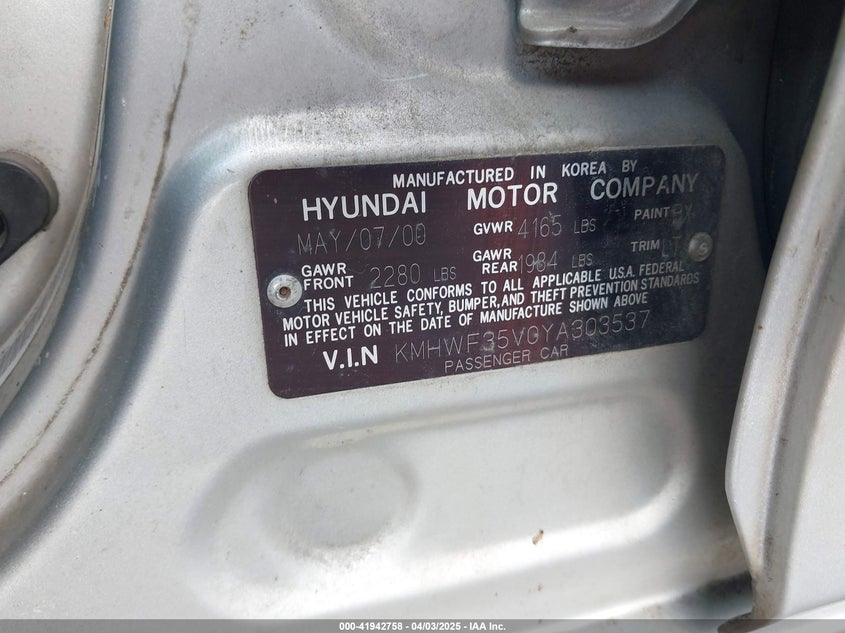 MANUFACTURED IN KOREA BY
HYUNDAI MOTOR COMPANY
MAY/07/00 GVWR 4165 LBS PAINT
GAWR FRONT 2280 LBS GAWR REAR 1984 LBS TRIM LT
THIS VEHICLE CONFORMS TO ALL APPLICABLE U.S.A. FEDERAL
MOTOR VEHICLE SAFETY, BUMPER, AND THEFT PREVENTION STANDARDS
IN EFFECT ON THE DATE OF MANUFACTURE SHOWN ABOVE
V.I.N KMHWF35V0YA303537
PASSENGER CAR
000-41942758 - 04/03/2025 - IAA Inc.